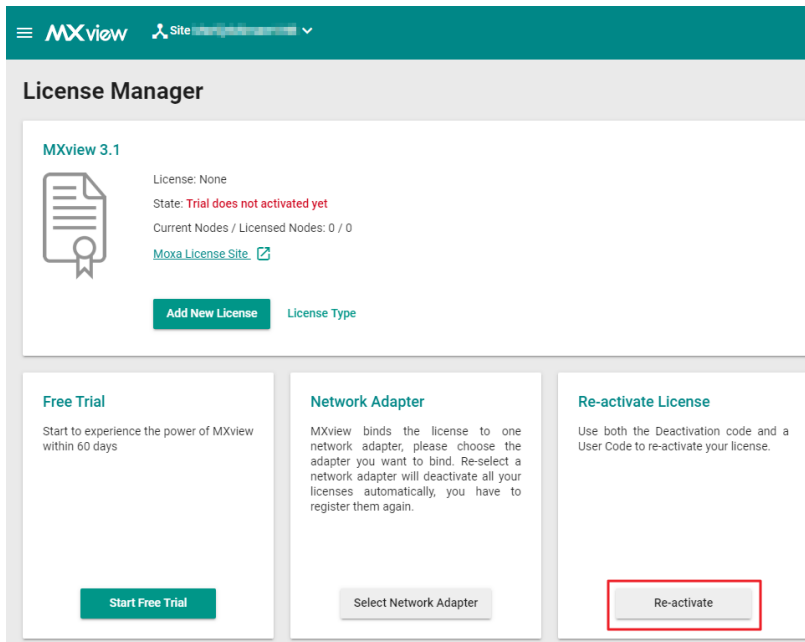 MXview
Site
License Manager
MXview 3.1
License: None
State: Trial does not activated yet
Current Nodes / Licensed Nodes: 0 / 0
Moxa License Site
Add New License
License Type
Free Trial
Start to experience the power of MXview
within 60 days
Start Free Trial
Network Adapter
MXview binds the license to one
network adapter, please choose the
adapter you want to bind. Re-select a
network adapter will deactivate all your
licenses automatically, you have to
register them again.
Select Network Adapter
Re-activate License
Use both the Deactivation code and a
User Code to re-activate your license.
Re-activate